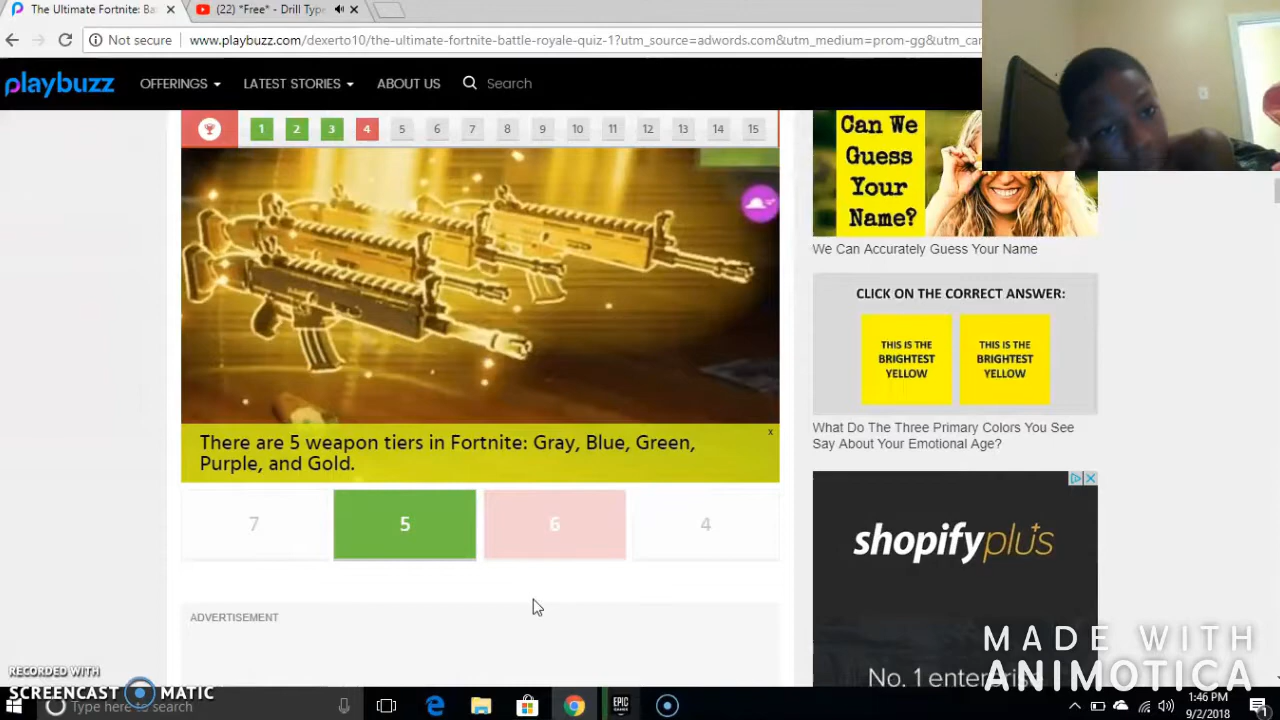 The Ultimate Fortnite: Ba
(22) *Free* - Drill Type
Not secure
www.playbuzz.com/dexerto10/the-ultimate-fortnite-battle-royale-quiz-1?utm_source=adwords.com&utm_medium=prom-gg&utm_can
playbuzz
OFFERINGS
LATEST STORIES
ABOUT US
Search
1 2 3 4 5 6 7 8 9 10 11 12 13 14 15
There are 5 weapon tiers in Fortnite: Gray, Blue, Green,
Purple, and Gold.
x
7
5
6
4
ADVERTISEMENT
Can We
Guess
Your
Name?
We Can Accurately Guess Your Name
CLICK ON THE CORRECT ANSWER:
THIS IS THE
BRIGHTEST
YELLOW
THIS IS THE
BRIGHTEST
YELLOW
What Do The Three Primary Colors You See
Say About Your Emotional Age?
shopifyplus
No. 1 enterprise
MADE WITH
ANIMOTICA
RECORDED WITH
SCREENCAST MATIC
Type here to search
EPIC
GAMES
1:46 PM
9/2/2018
1